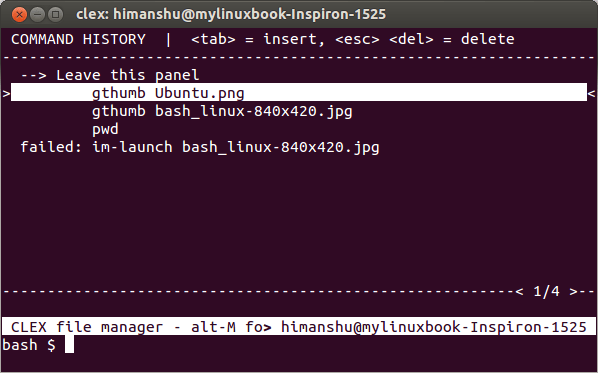 clex: himanshu@mylinuxbook-Inspiron-1525
COMMAND HISTORY | <tab> = insert, <esc> <del> = delete
--> Leave this panel
> gthumb Ubuntu.png <
gthumb bash_linux-840x420.jpg
pwd
failed: im-launch bash_linux-840x420.jpg
< 1/4 >
CLEX file manager - alt-M fo> himanshu@mylinuxbook-Inspiron-1525
bash $